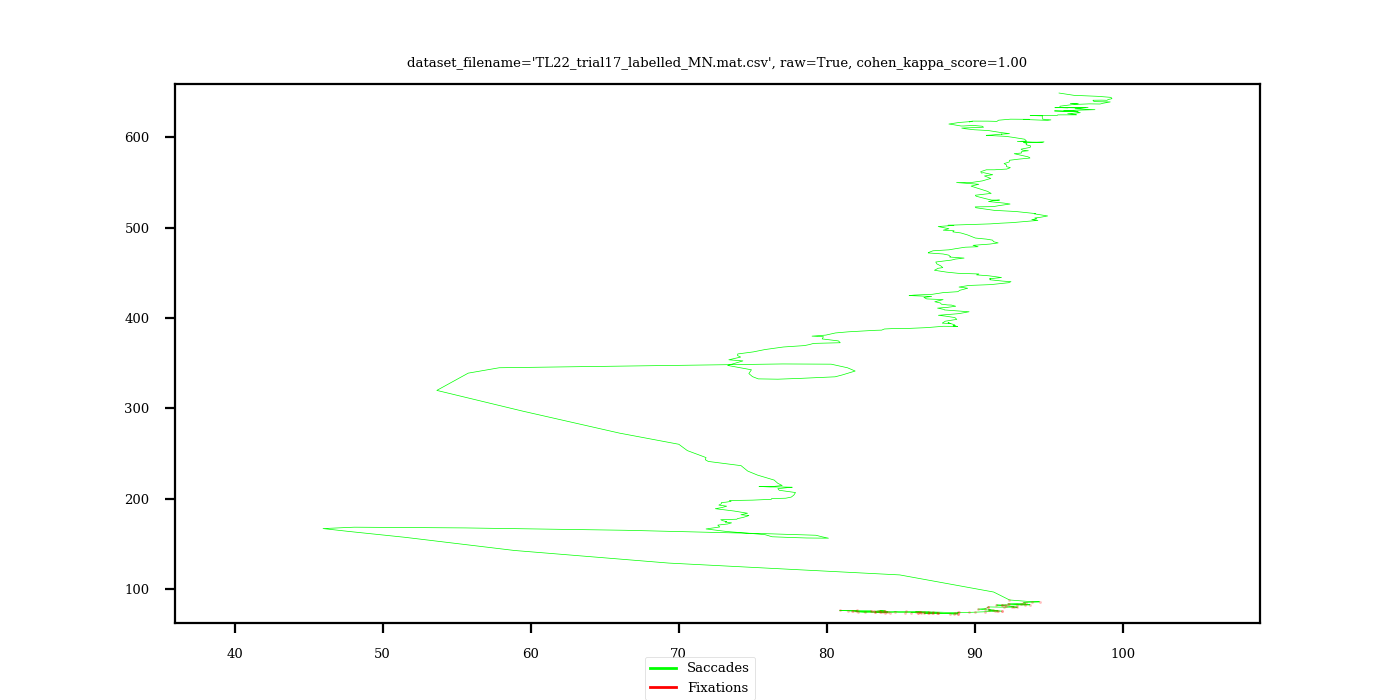 dataset_filename='TL22_trial17_labelled_MN.mat.csv', raw=True, cohen_kappa_score=1.00
600
500
400
300
200
100
40 50 60 70 80 90 100
Saccades
Fixations